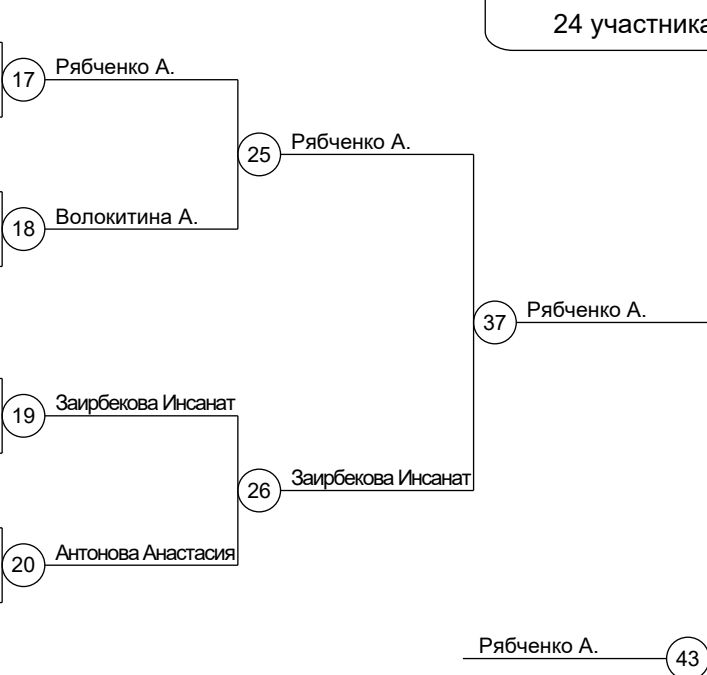 24 участника
17 Рябченко А.
25 Рябченко А.
18 Волокитина А.
37 Рябченко А.
19 Заирбекова Инсанат
26 Заирбекова Инсанат
20 Антонова Анастасия
Рябченко А. 43